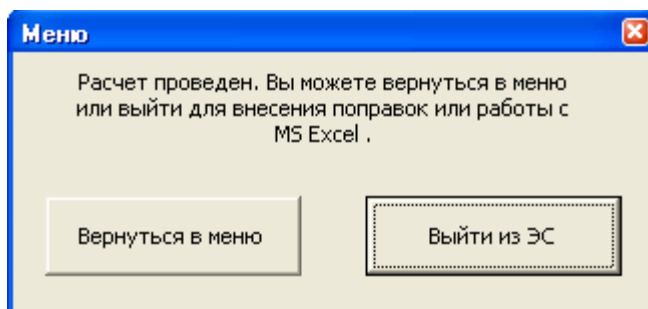 Меню
Расчет проведен. Вы можете вернуться в меню
или выйти для внесения поправок или работы с
MS Excel .
Вернуться в меню
Выйти из ЭС